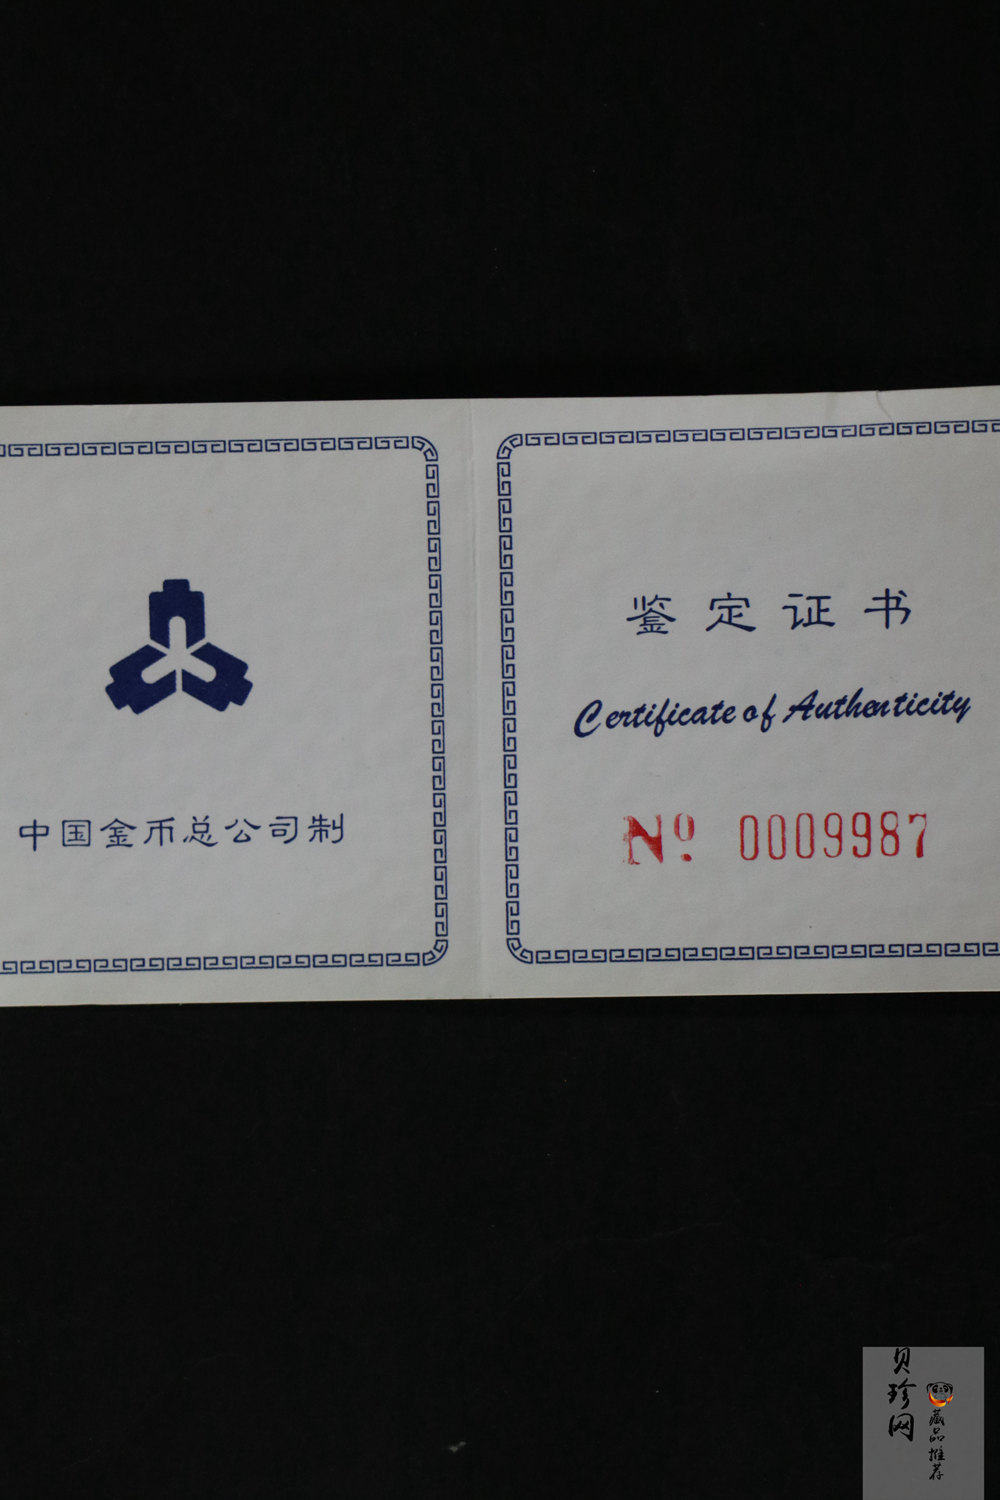 中国金币总公司制
鉴定证书
Certificate of Authenticity
Nº 0009987
贝珍网
藏品推荐